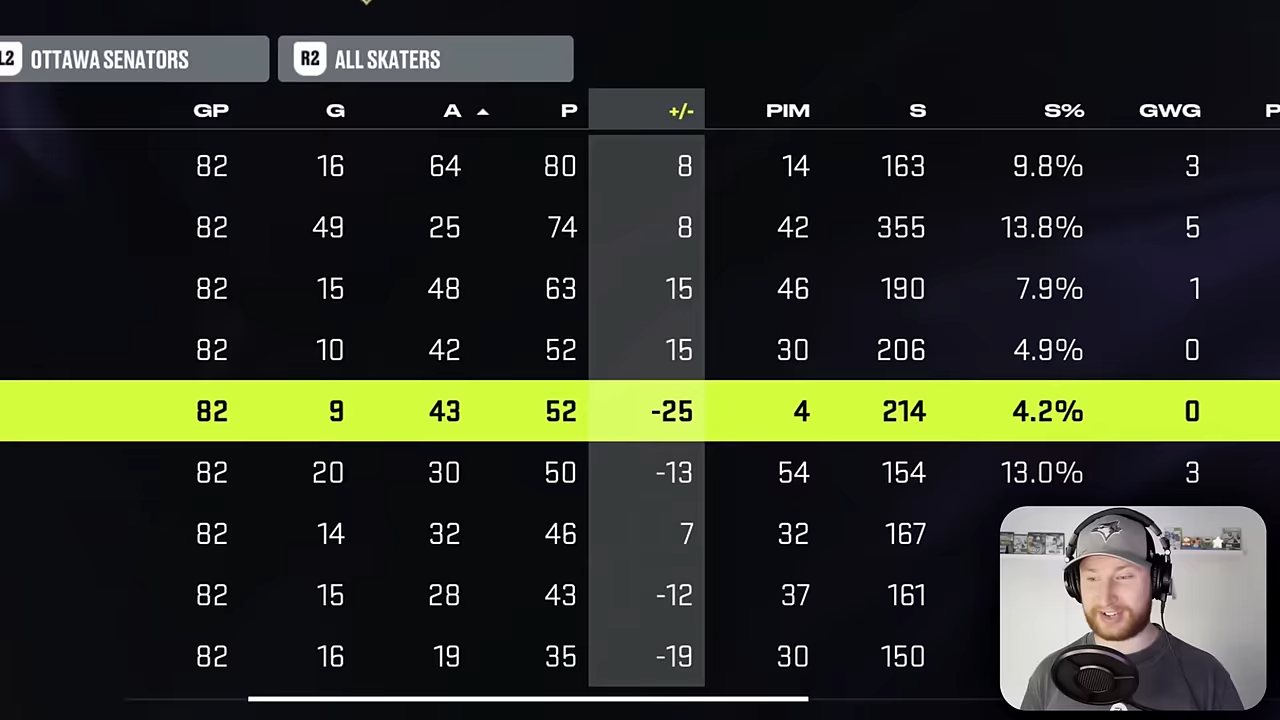 L2 OTTAWA SENATORS R2 ALL SKATERS
GP G A P +/- PIM S S% GWG P
82 16 64 80 8 14 163 9.8% 3
82 49 25 74 8 42 355 13.8% 5
82 15 48 63 15 46 190 7.9% 1
82 10 42 52 15 30 206 4.9% 0
82 9 43 52 -25 4 214 4.2% 0
82 20 30 50 -13 54 154 13.0% 3
82 14 32 46 7 32 167
82 15 28 43 -12 37 161
82 16 19 35 -19 30 150